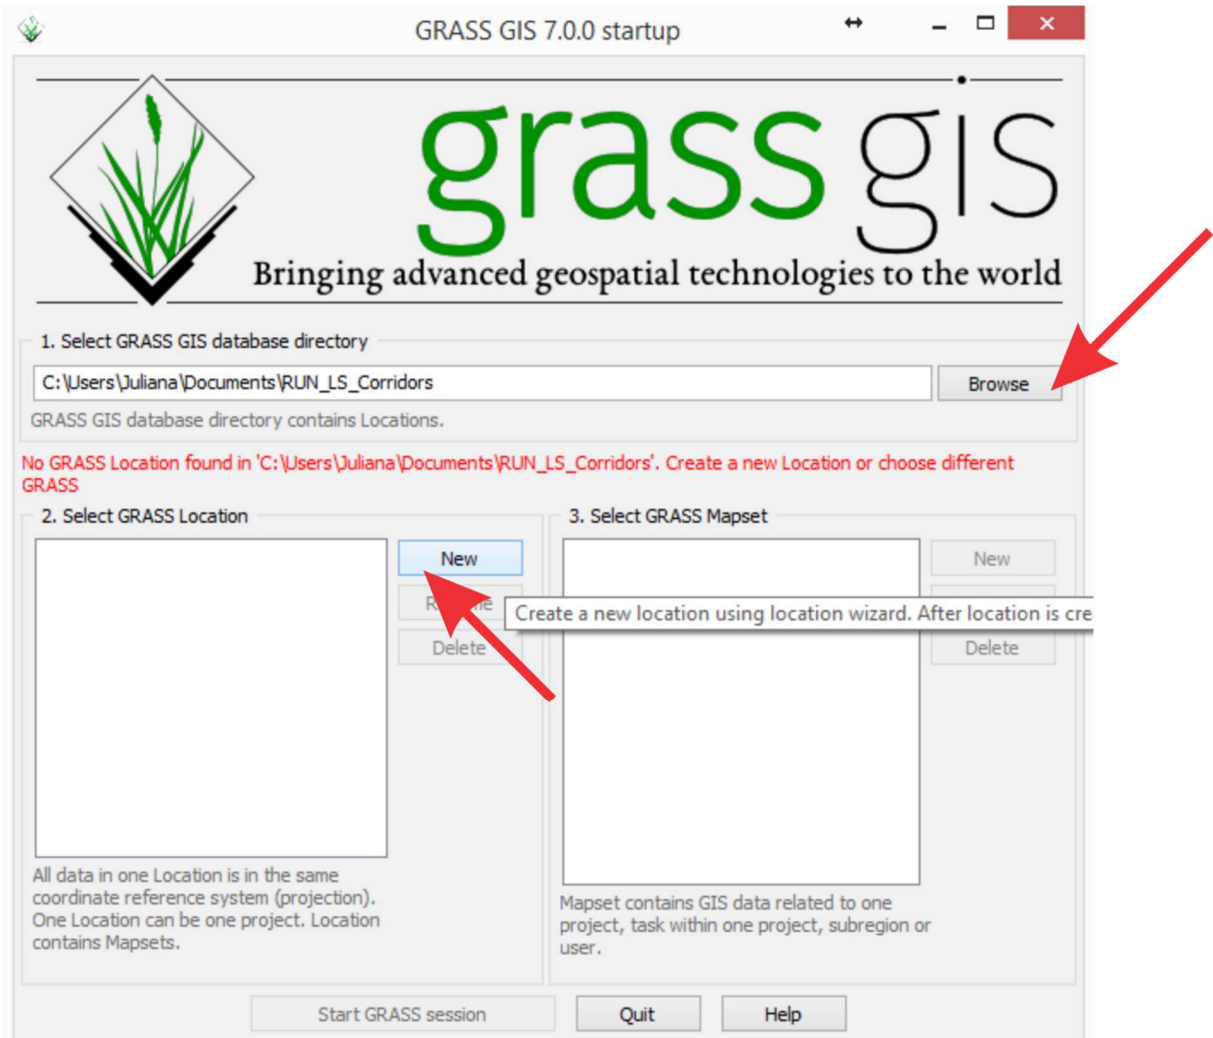 GRASS GIS 7.0.0 startup
grass gis
Bringing advanced geospatial technologies to the world
1. Select GRASS GIS database directory
C:\Users\Juliana\Documents\RUN_LS_Corridors
Browse
GRASS GIS database directory contains Locations.
No GRASS Location found in 'C:\Users\Juliana\Documents\RUN_LS_Corridors'. Create a new Location or choose different
GRASS
2. Select GRASS Location
New
Delete
All data in one Location is in the same
coordinate reference system (projection).
One Location can be one project. Location
contains Mapsets.
3. Select GRASS Mapset
New
Create a new location using location wizard. After location is cre
Delete
Mapset contains GIS data related to one
project, task within one project, subregion or
user.
Start GRASS session
Quit
Help